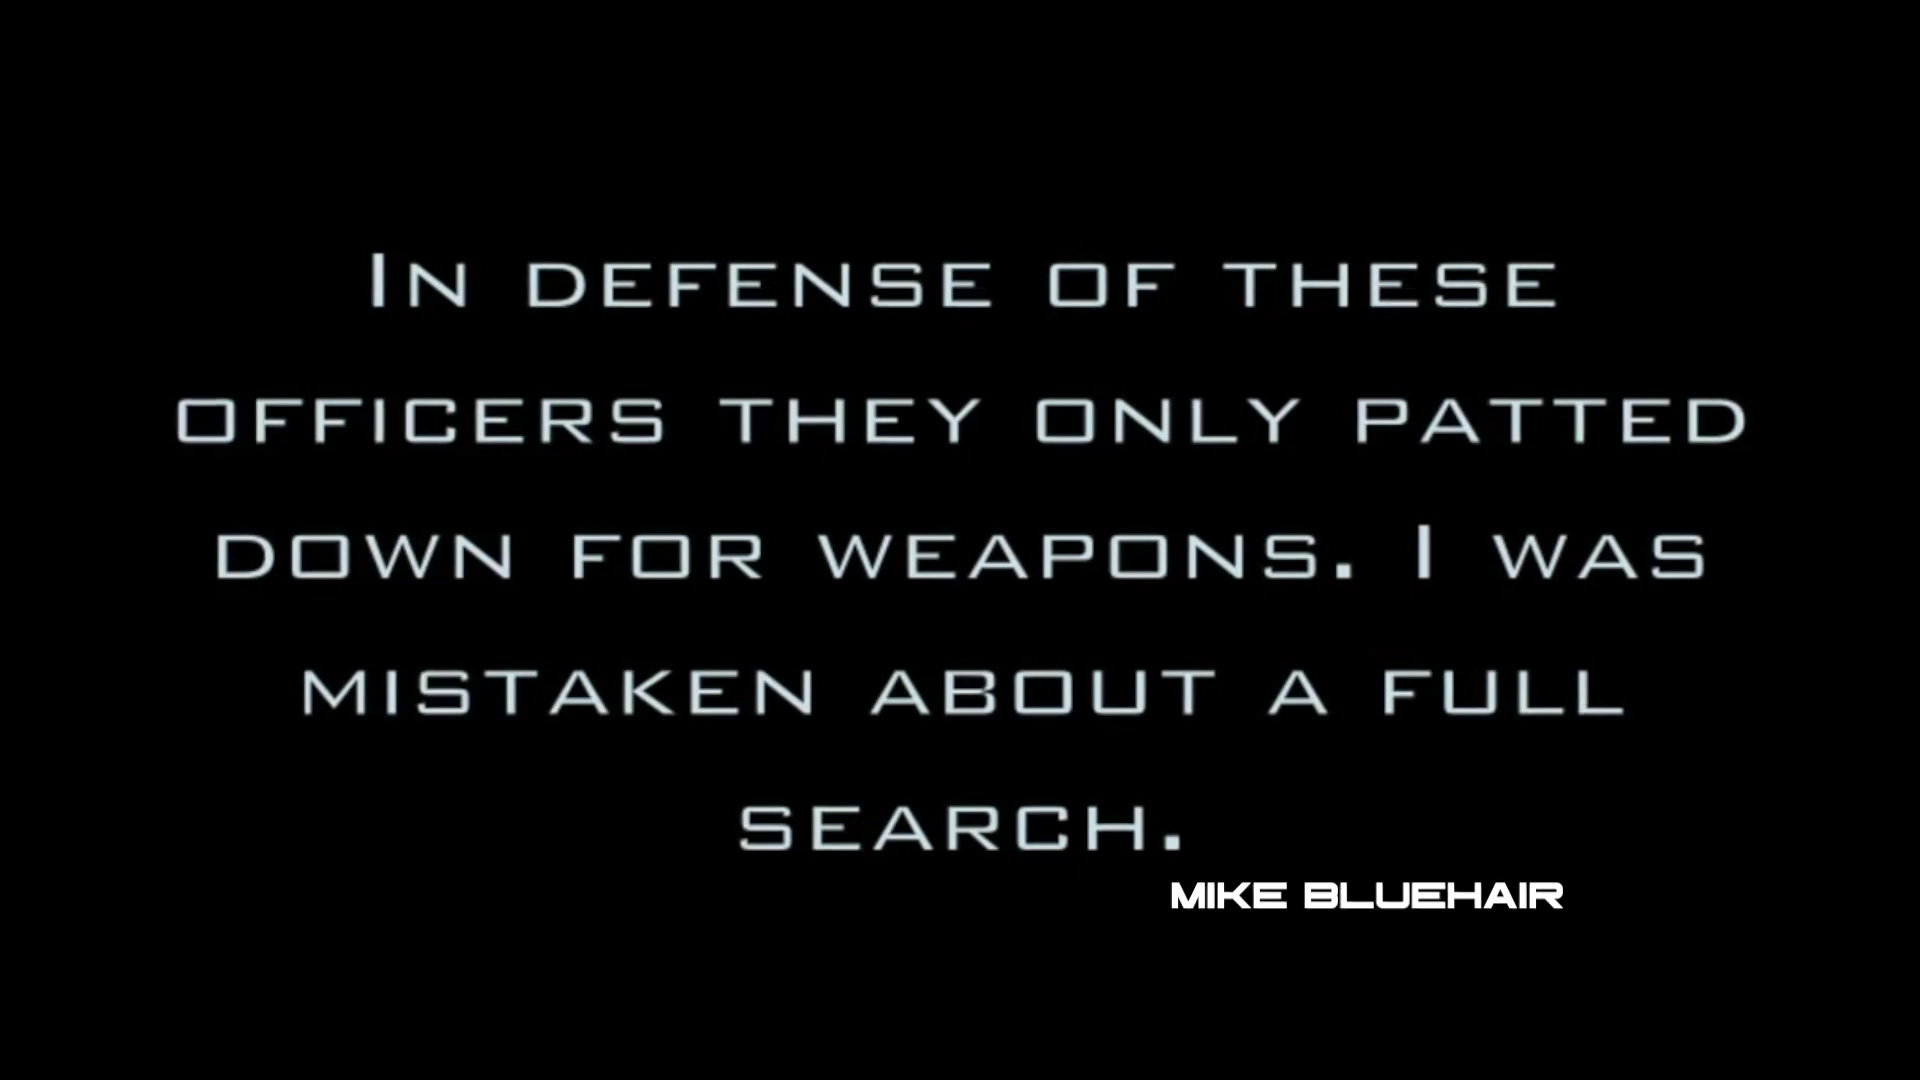 In defense of these
officers they only patted
down for weapons. I was
mistaken about a full
search.
MIKE BLUEHAIR